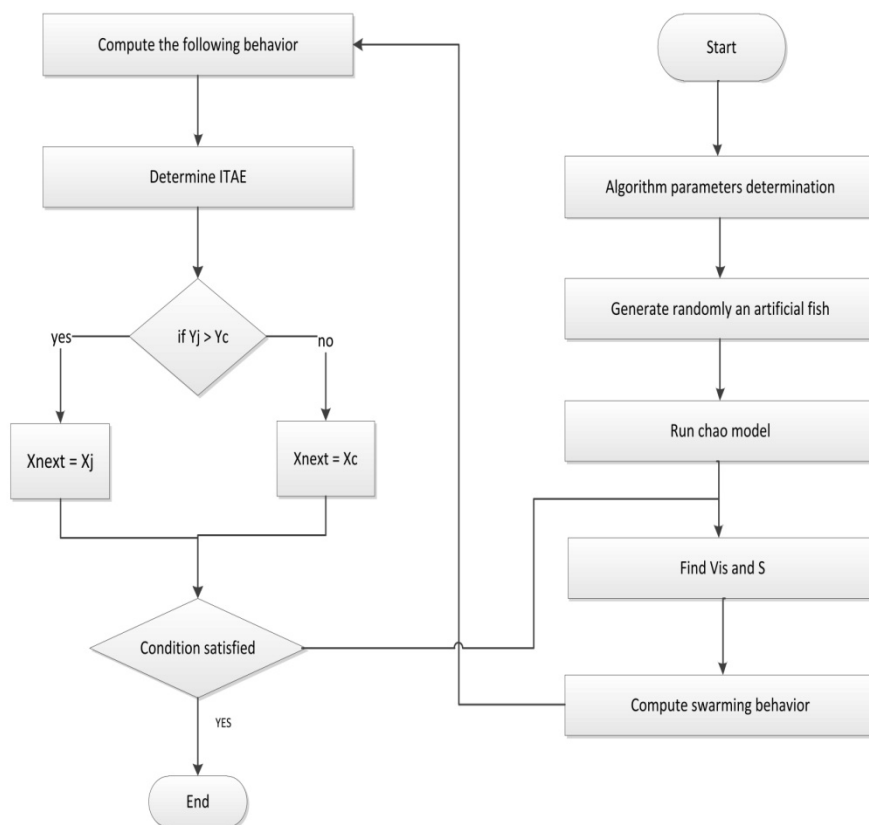 Compute the following behavior
Start
Determine ITAE
Algorithm parameters determination
if Yj > Yc
yes
no
Generate randomly an artificial fish
Xnext = Xj
Xnext = Xc
Run chao model
Find Vis and S
Condition satisfied
Compute swarming behavior
YES
End